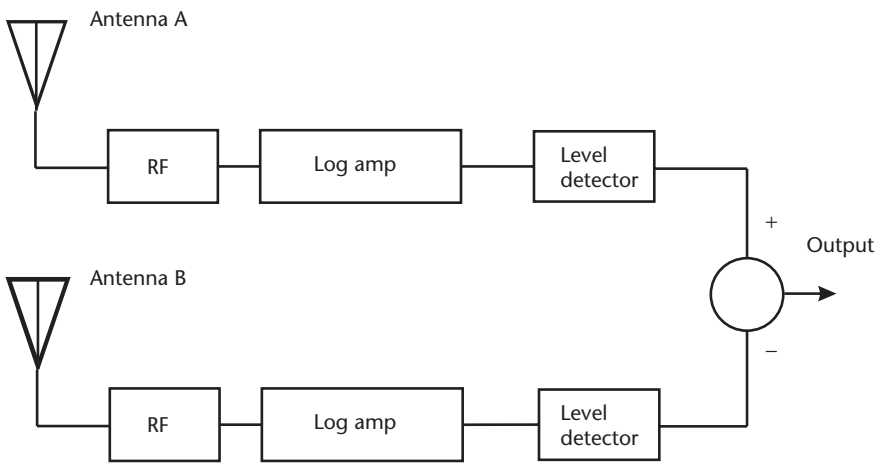 Antenna A
RF
Log amp
Level
detector
+
Output
−
Antenna B
RF
Log amp
Level
detector